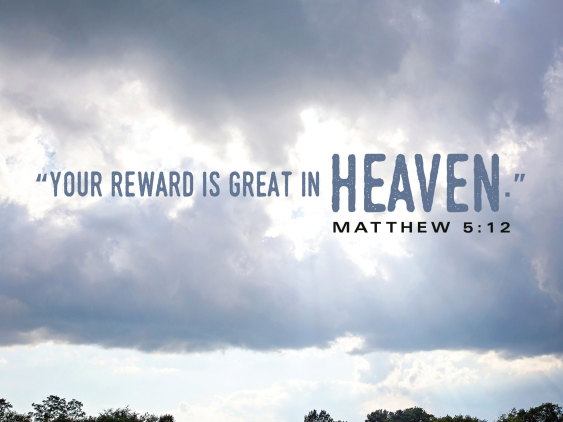 “YOUR REWARD IS GREAT IN HEAVEN.”
MATTHEW 5:12